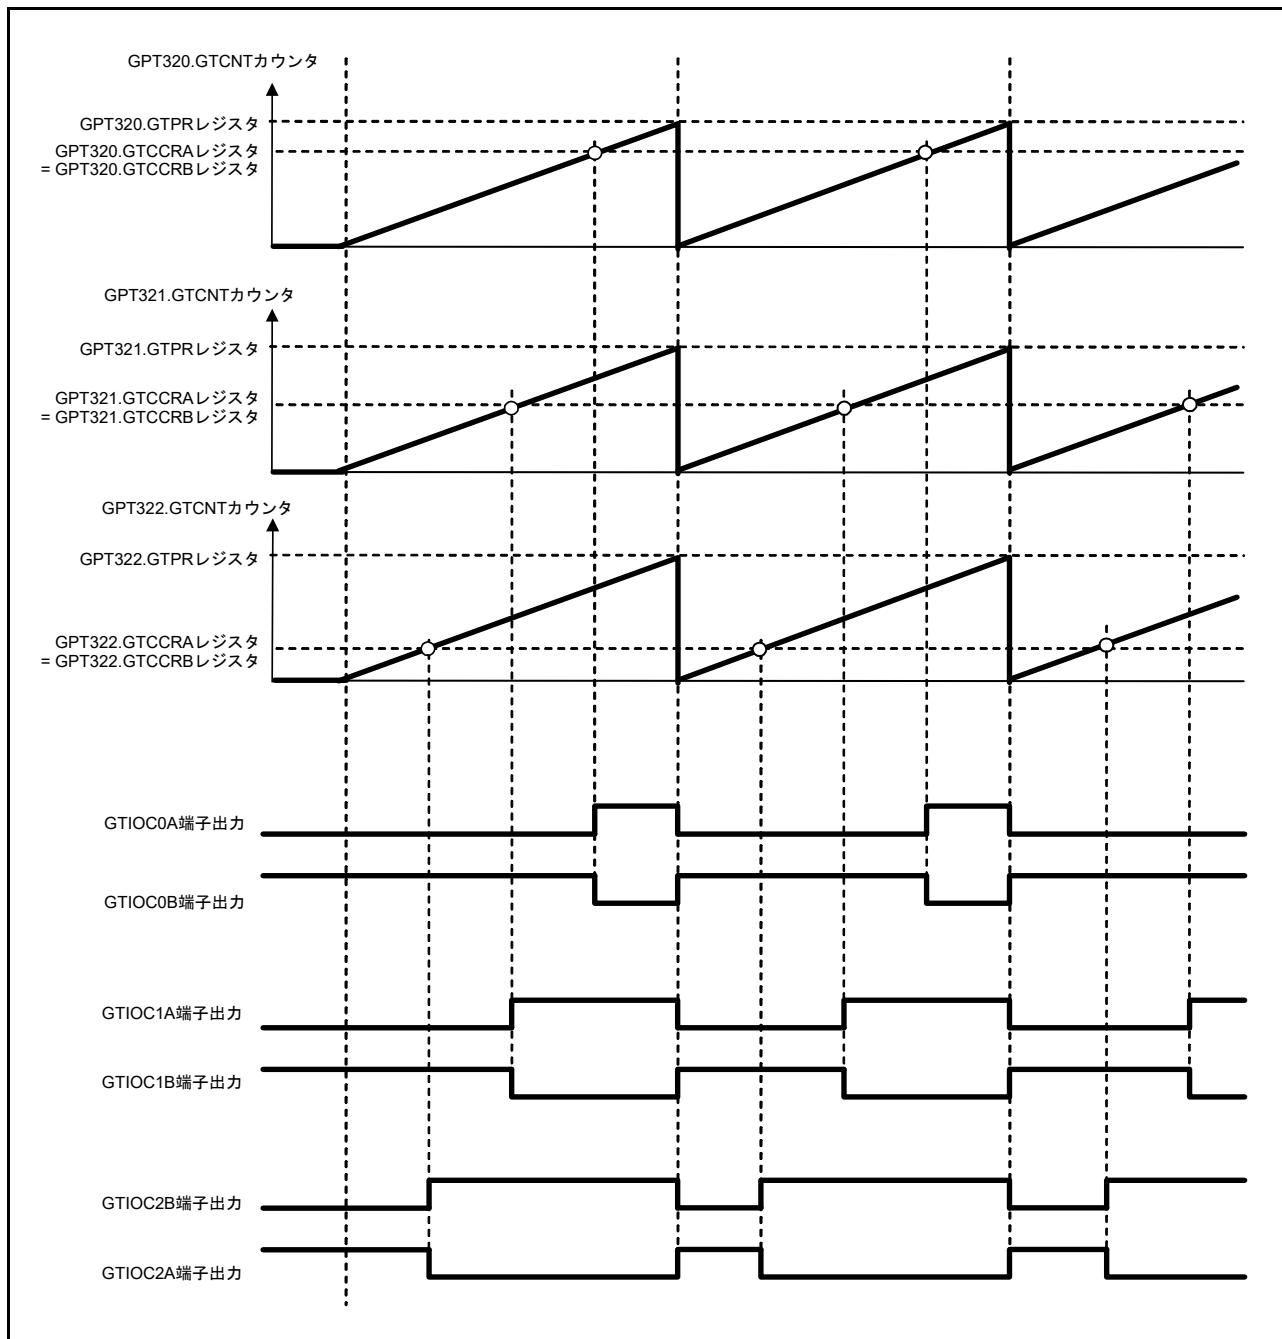 GPT320.GTCNTカウンタ
GPT320.GTPRレジスタ
GPT320.GTCCRAレジスタ
= GPT320.GTCCRBレジスタ
GPT321.GTCNTカウンタ
GPT321.GTPRレジスタ
GPT321.GTCCRAレジスタ
= GPT321.GTCCRBレジスタ
GPT322.GTCNTカウンタ
GPT322.GTPRレジスタ
GPT322.GTCCRAレジスタ
= GPT322.GTCCRBレジスタ
GTIOC0A端子出力
GTIOC0B端子出力
GTIOC1A端子出力
GTIOC1B端子出力
GTIOC2B端子出力
GTIOC2A端子出力